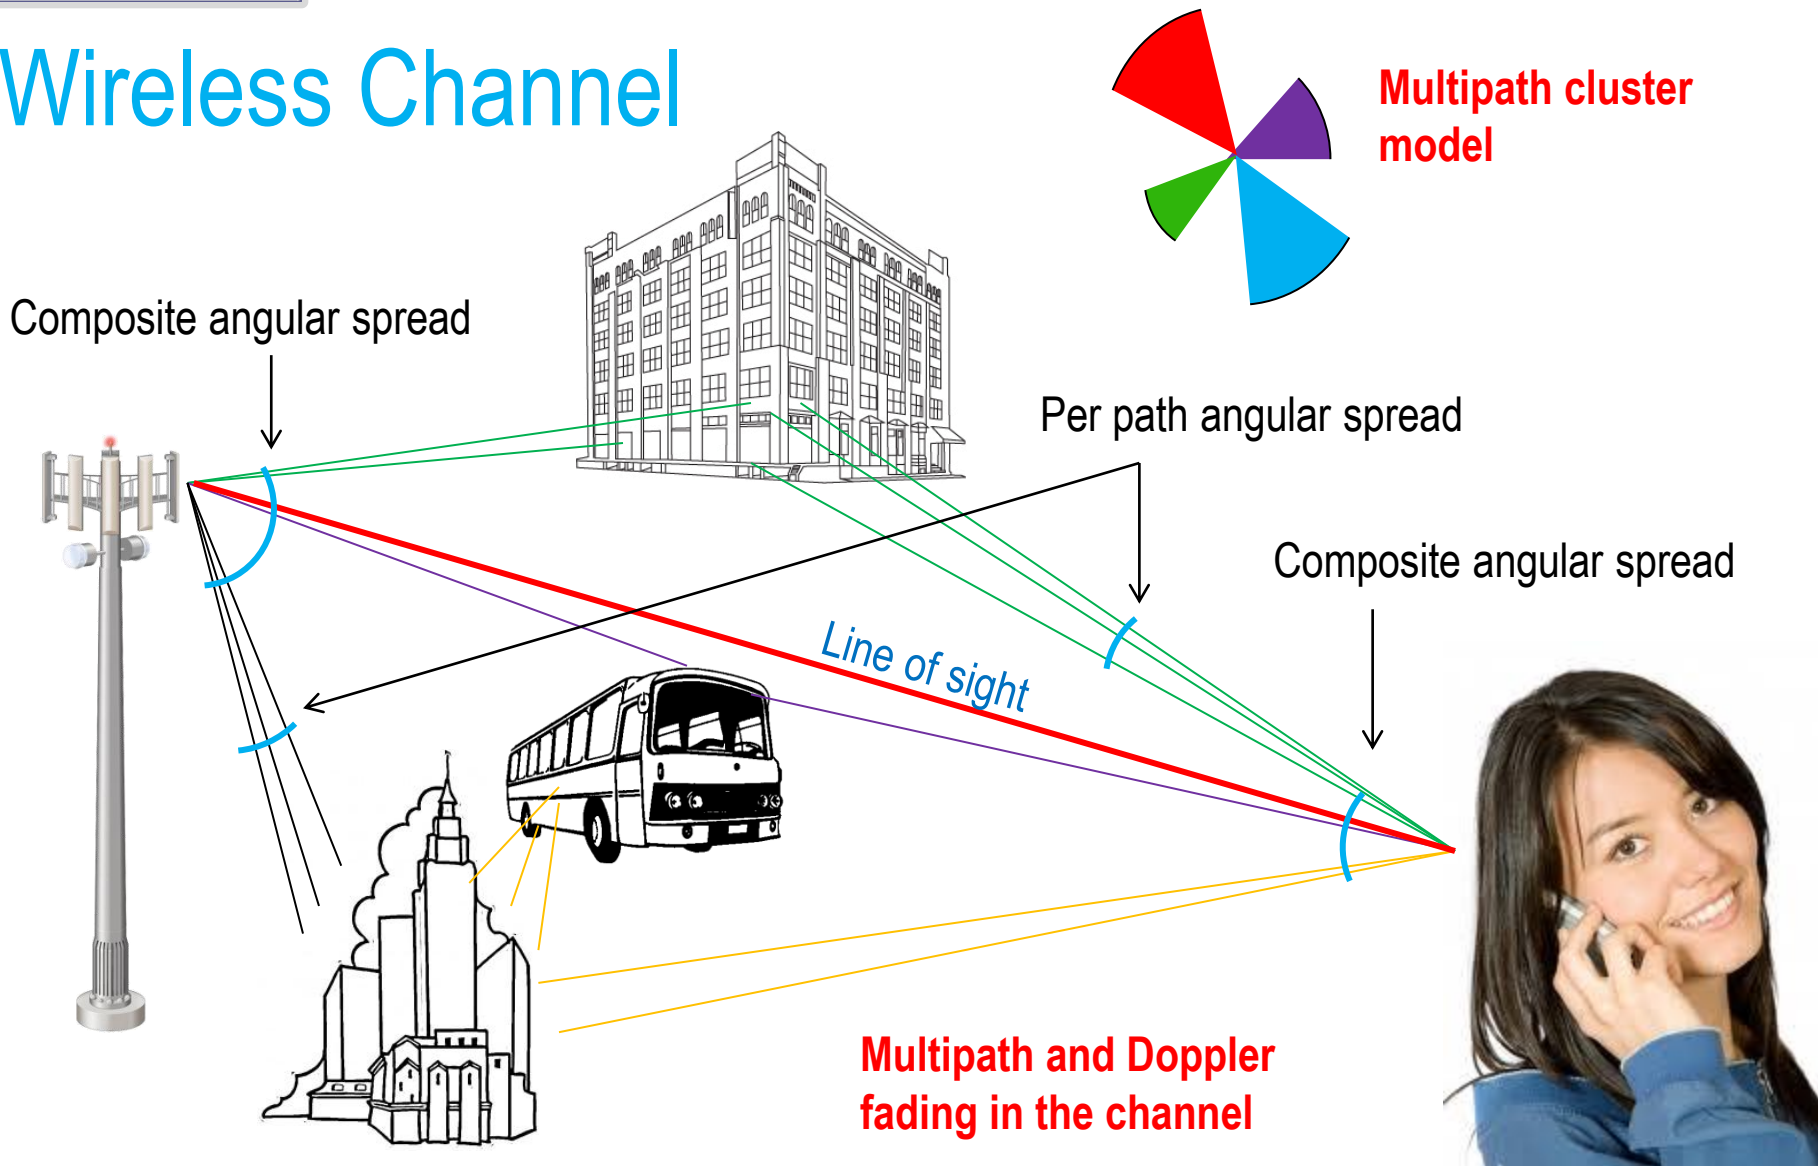 Wireless Channel
Multipath cluster
model
Composite angular spread
Per path angular spread
Composite angular spread
Line of sight
Multipath and Doppler
fading in the channel